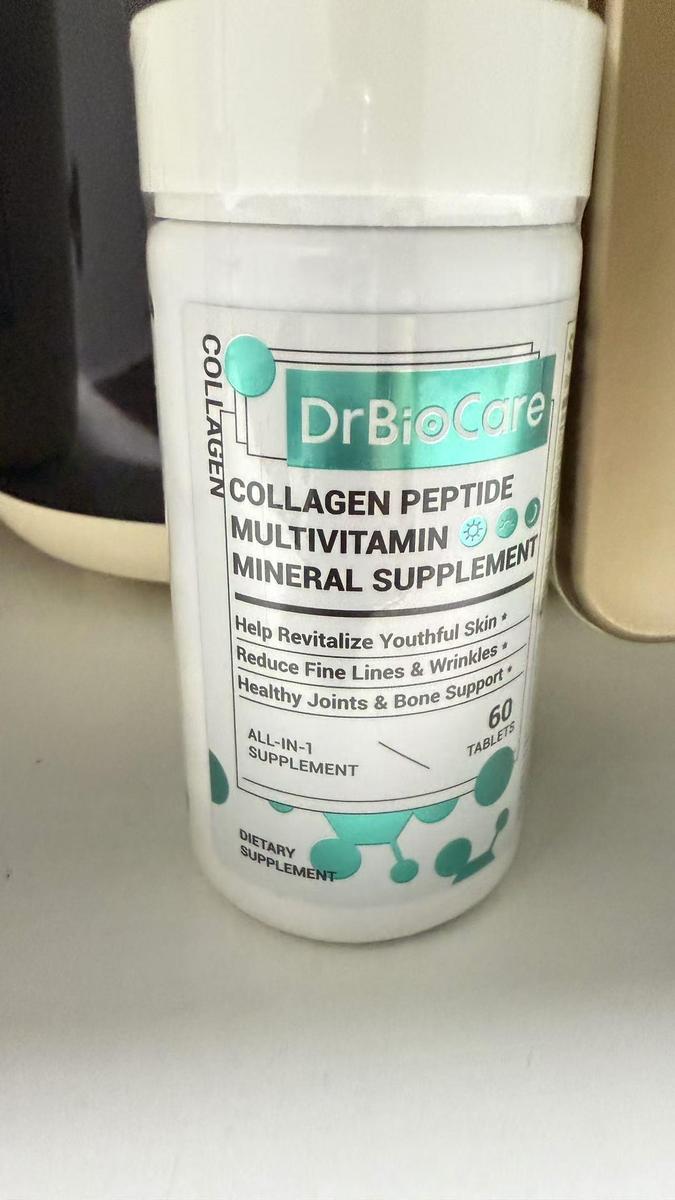 COLLAGEN
DrBioCare
COLLAGEN PEPTIDE
MULTIVITAMIN
MINERAL SUPPLEMENT
Help Revitalize Youthful Skin *
Reduce Fine Lines & Wrinkles *
Healthy Joints & Bone Support *
ALL-IN-1
SUPPLEMENT
60
TABLETS
DIETARY
SUPPLEMENT